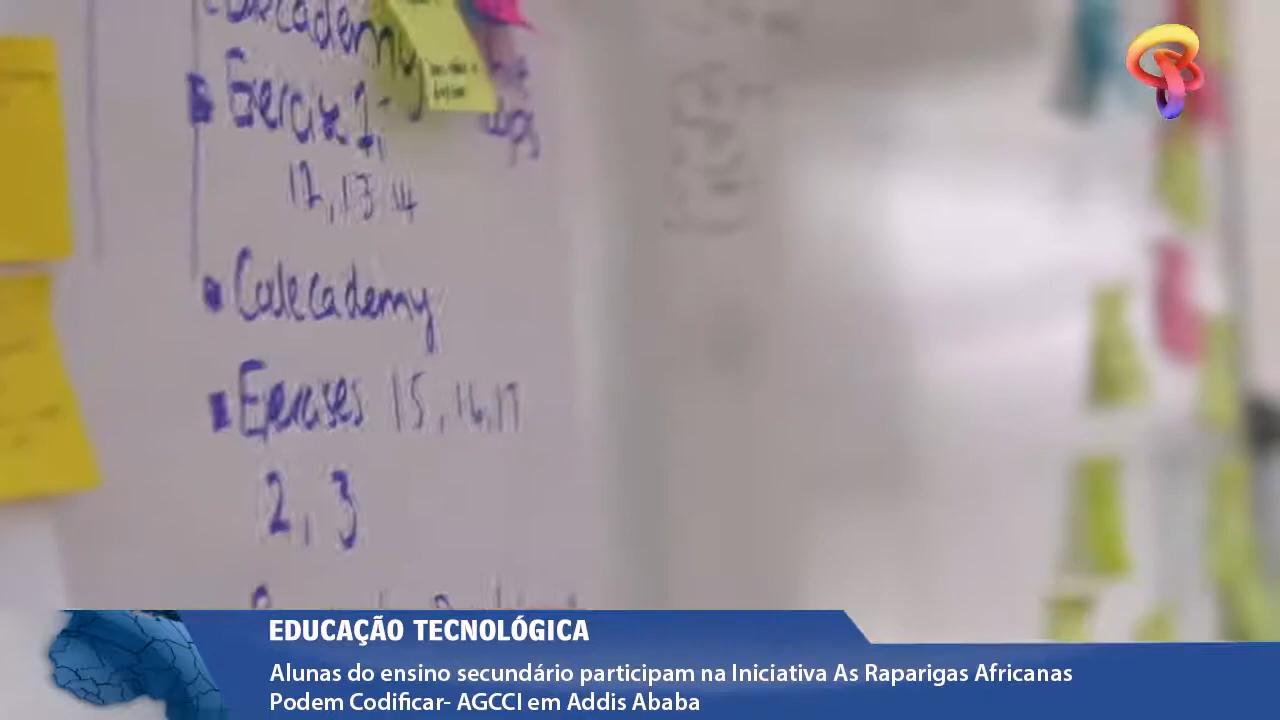 Exercise 1,
12, 13 14
Codecademy
Exercises 15, 16, 17
2, 3
EDUCAÇÃO TECNOLÓGICA
Alunas do ensino secundário participam na Iniciativa As Raparigas Africanas
Podem Codificar- AGCCI em Addis Ababa